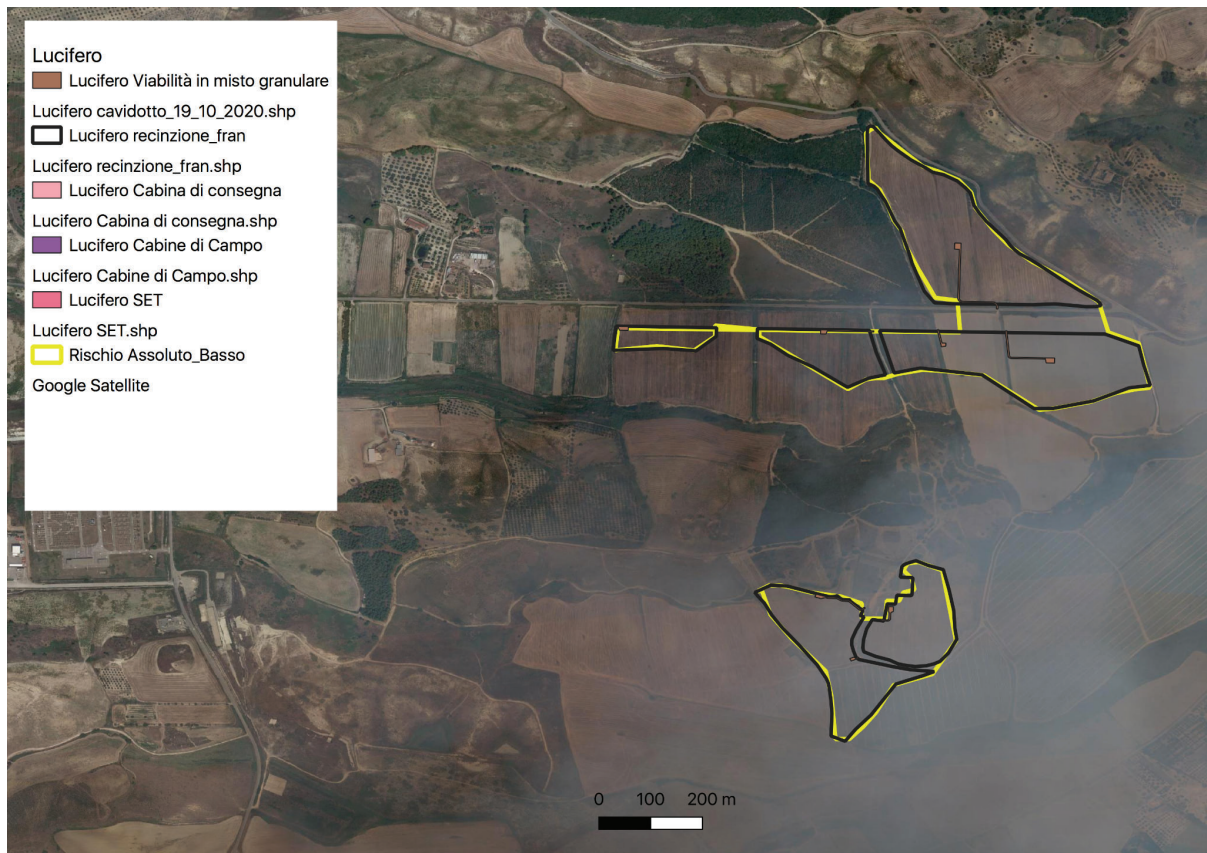 Lucifero
Lucifero Viabilità in misto granulare
Lucifero cavidotto_19_10_2020.shp
Lucifero recinzione_fran
Lucifero recinzione_fran.shp
Lucifero Cabina di consegna
Lucifero Cabina di consegna.shp
Lucifero Cabine di Campo
Lucifero Cabine di Campo.shp
Lucifero SET
Lucifero SET.shp
Rischio Assoluto_Basso
Google Satellite
0 100 200 m